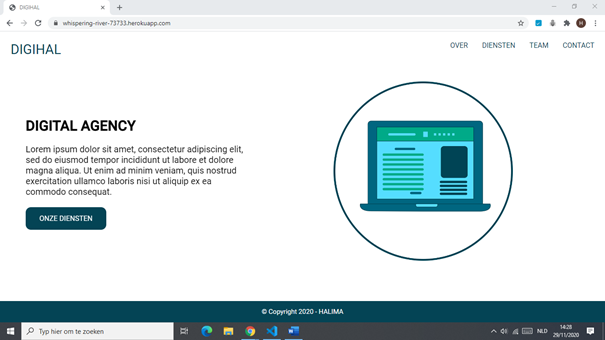 DIGIHAL
whispering-river-73733.herokuapp.com
H
DIGIHAL
OVER DIENSTEN TEAM CONTACT
DIGITAL AGENCY
Lorem ipsum dolor sit amet, consectetur adipiscing elit,
sed do eiusmod tempor incididunt ut labore et dolore
magna aliqua. Ut enim ad minim veniam, quis nostrud
exercitation ullamco laboris nisi ut aliquip ex ea
commodo consequat.
ONZE DIENSTEN
© Copyright 2020 - HALIMA
Typ hier om te zoeken
NLD
14:28
29/11/2020